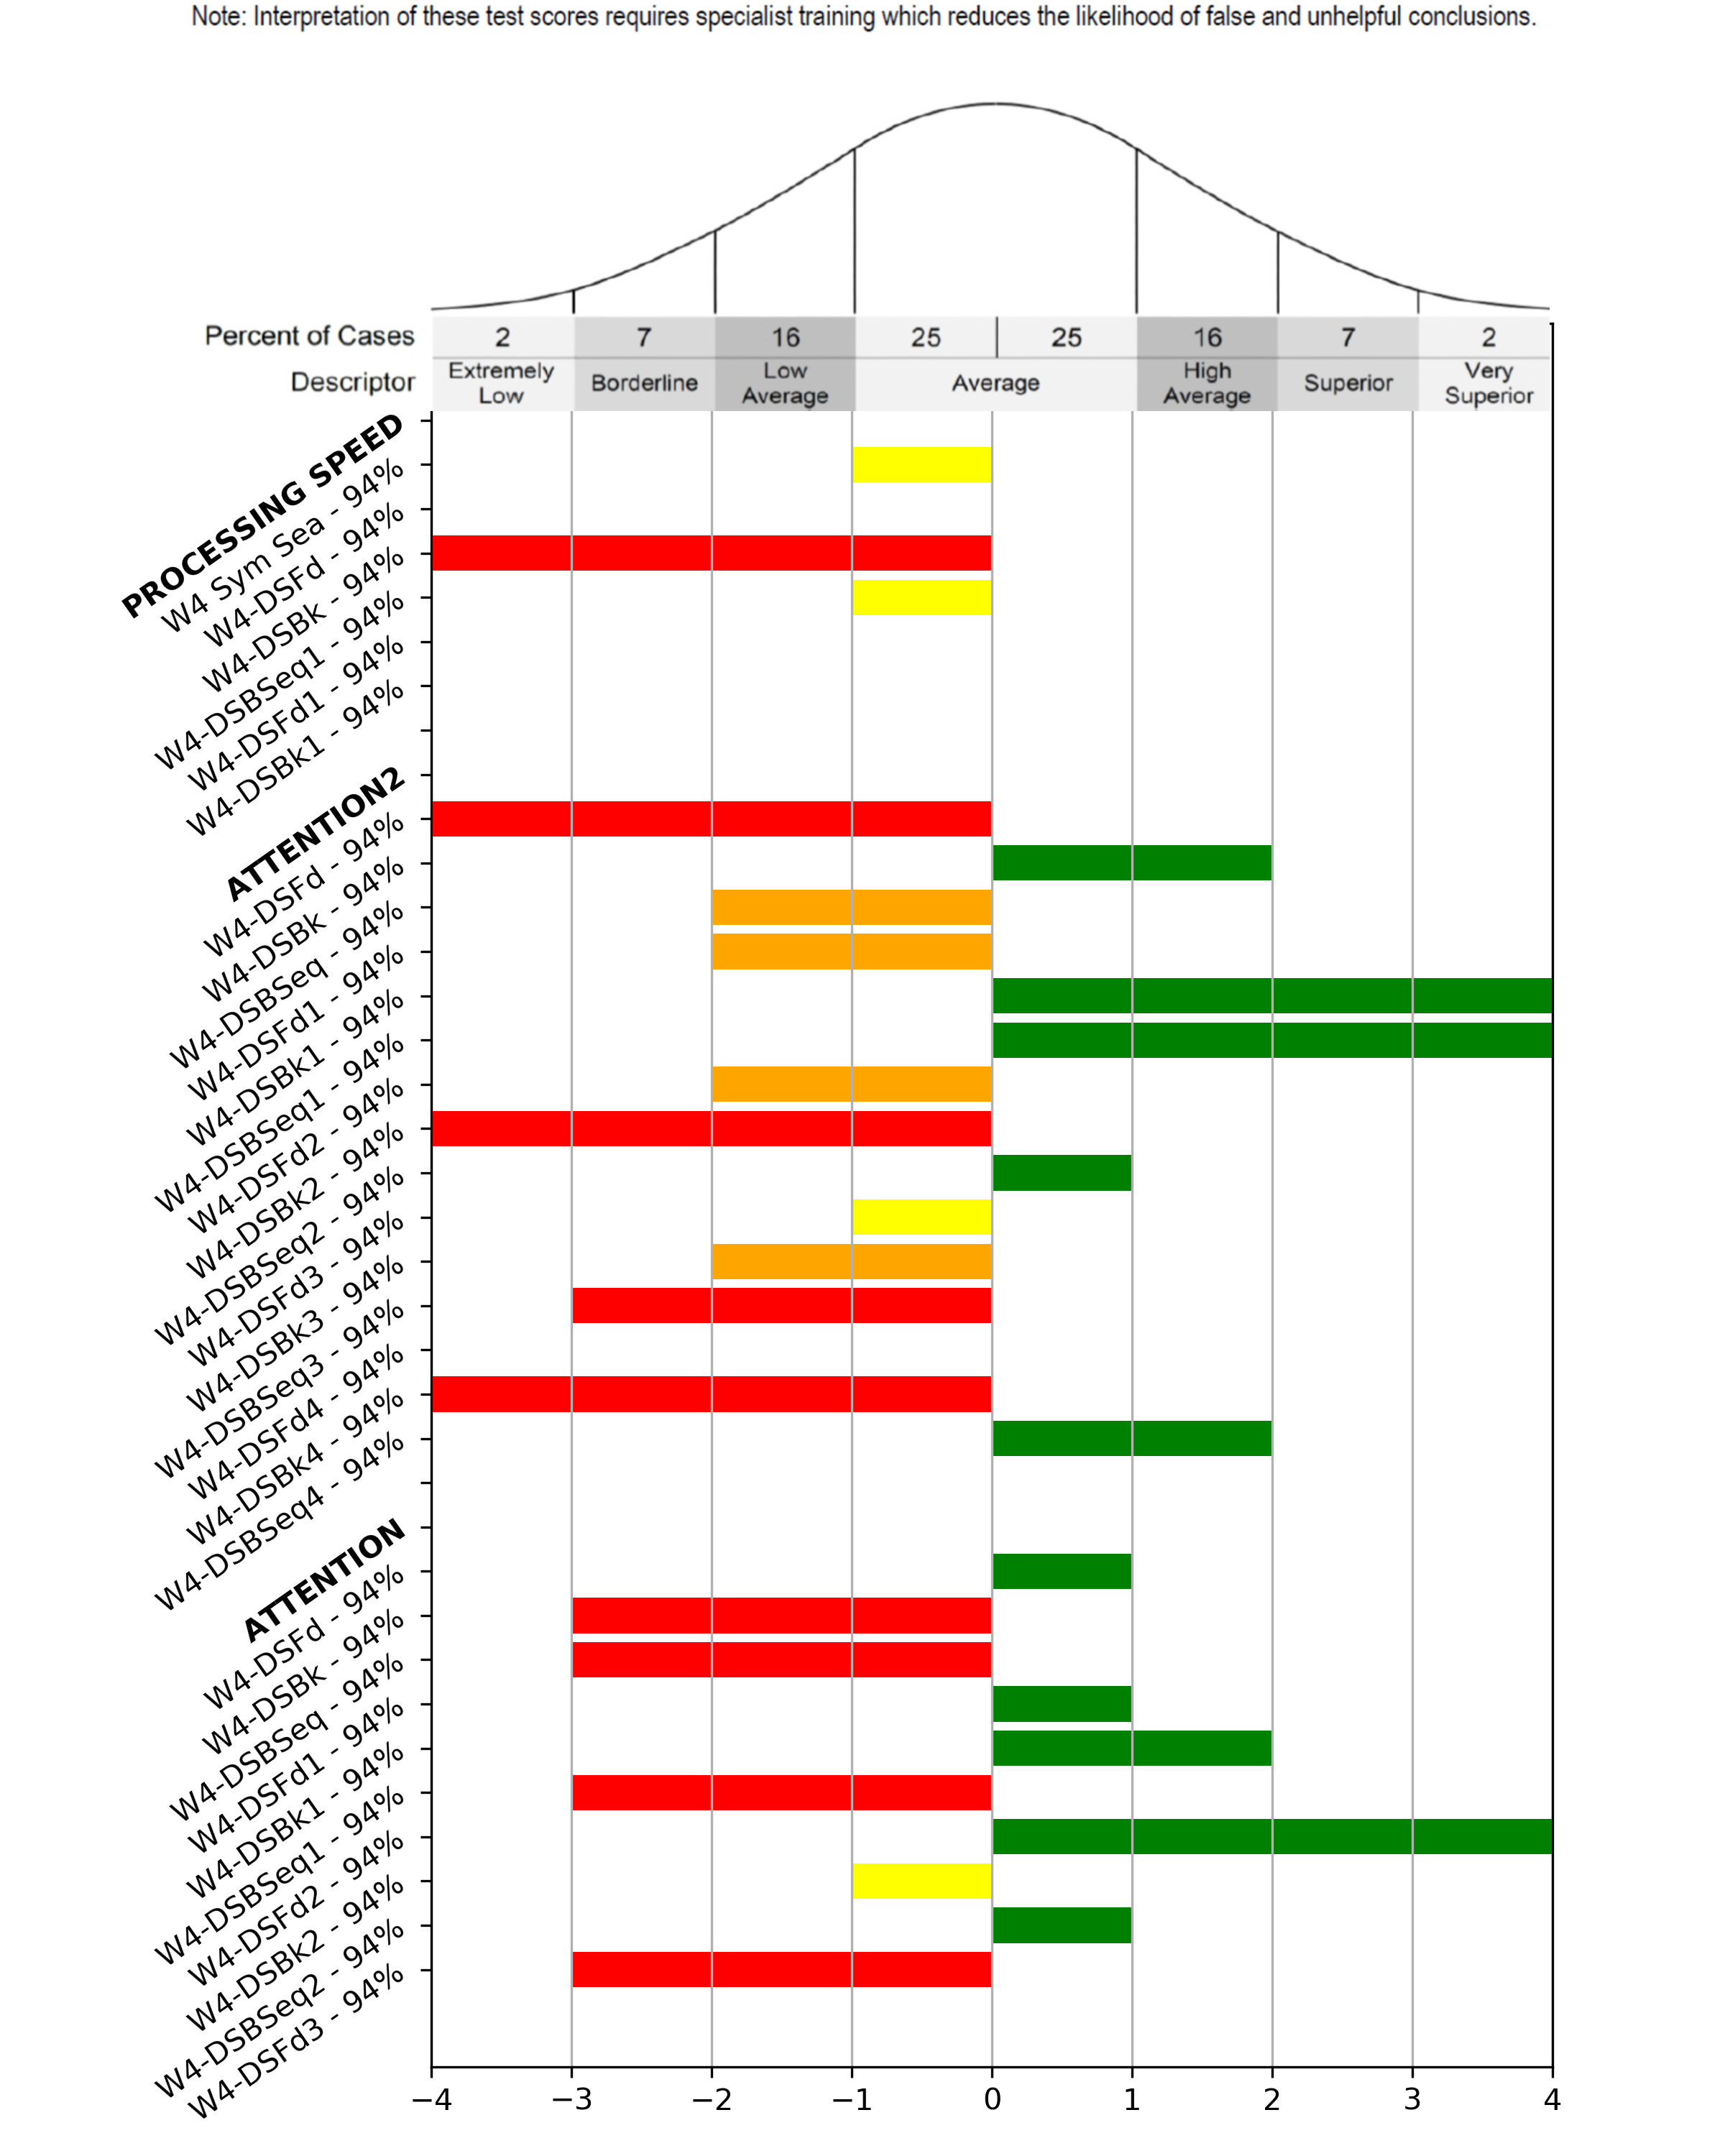 Note: Interpretation of these test scores requires specialist training which reduces the likelihood of false and unhelpful conclusions.
Percent of Cases 2 7 16 25 25 16 7 2
Descriptor Extremely Low Borderline Low Average Average High Average Superior Very Superior
PROCESSING SPEED
W4 Sym Sea - 94%
W4-DSFd - 94%
W4-DSBk - 94%
W4-DSBSeq1 - 94%
W4-DSFd1 - 94%
W4-DSBk1 - 94%
ATTENTION2
W4-DSFd - 94%
W4-DSBk - 94%
W4-DSBSeq - 94%
W4-DSFd1 - 94%
W4-DSBk1 - 94%
W4-DSBSeq1 - 94%
W4-DSFd2 - 94%
W4-DSBk2 - 94%
W4-DSBSeq2 - 94%
W4-DSFd3 - 94%
W4-DSBk3 - 94%
W4-DSBSeq3 - 94%
W4-DSFd4 - 94%
W4-DSBk4 - 94%
W4-DSBSeq4 - 94%
ATTENTION
W4-DSFd - 94%
W4-DSBk - 94%
W4-DSBSeq - 94%
W4-DSFd1 - 94%
W4-DSBk1 - 94%
W4-DSBSeq1 - 94%
W4-DSFd2 - 94%
W4-DSBk2 - 94%
W4-DSBSeq2 - 94%
W4-DSFd3 - 94%
−4 −3 −2 −1 0 1 2 3 4